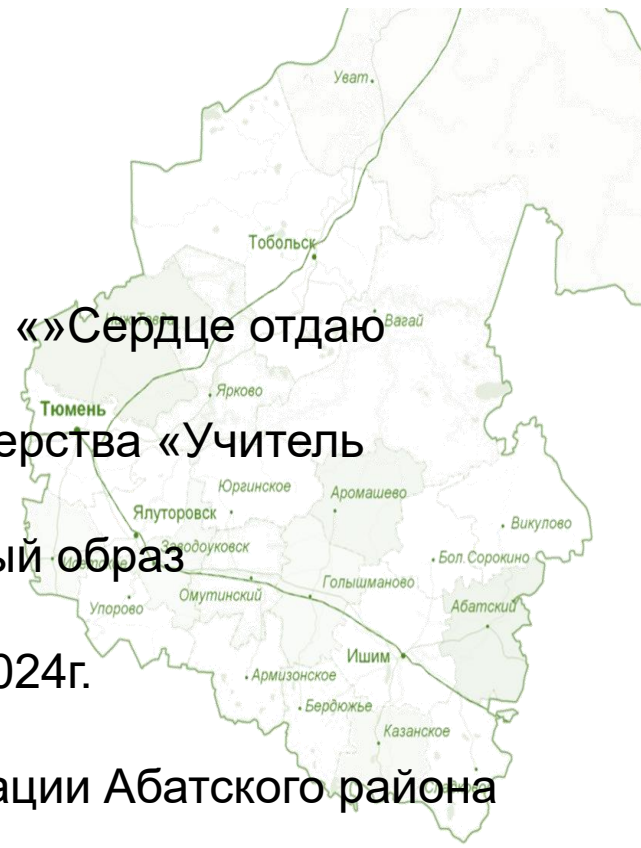 Уват
Тобольск
«»Сердце отдаю
Вагай
Ярково
Тюмень
ерства «Учитель
Юргинское
Аромашево
Ялуторовск
Викулово
Заводоуковск
ый образ
Бол. Сорокино
Голышманово
Омутинский
Упорово
Абатский
Ишим
024г.
Армизонское
Бердюжье
Казанское
ации Абатского района